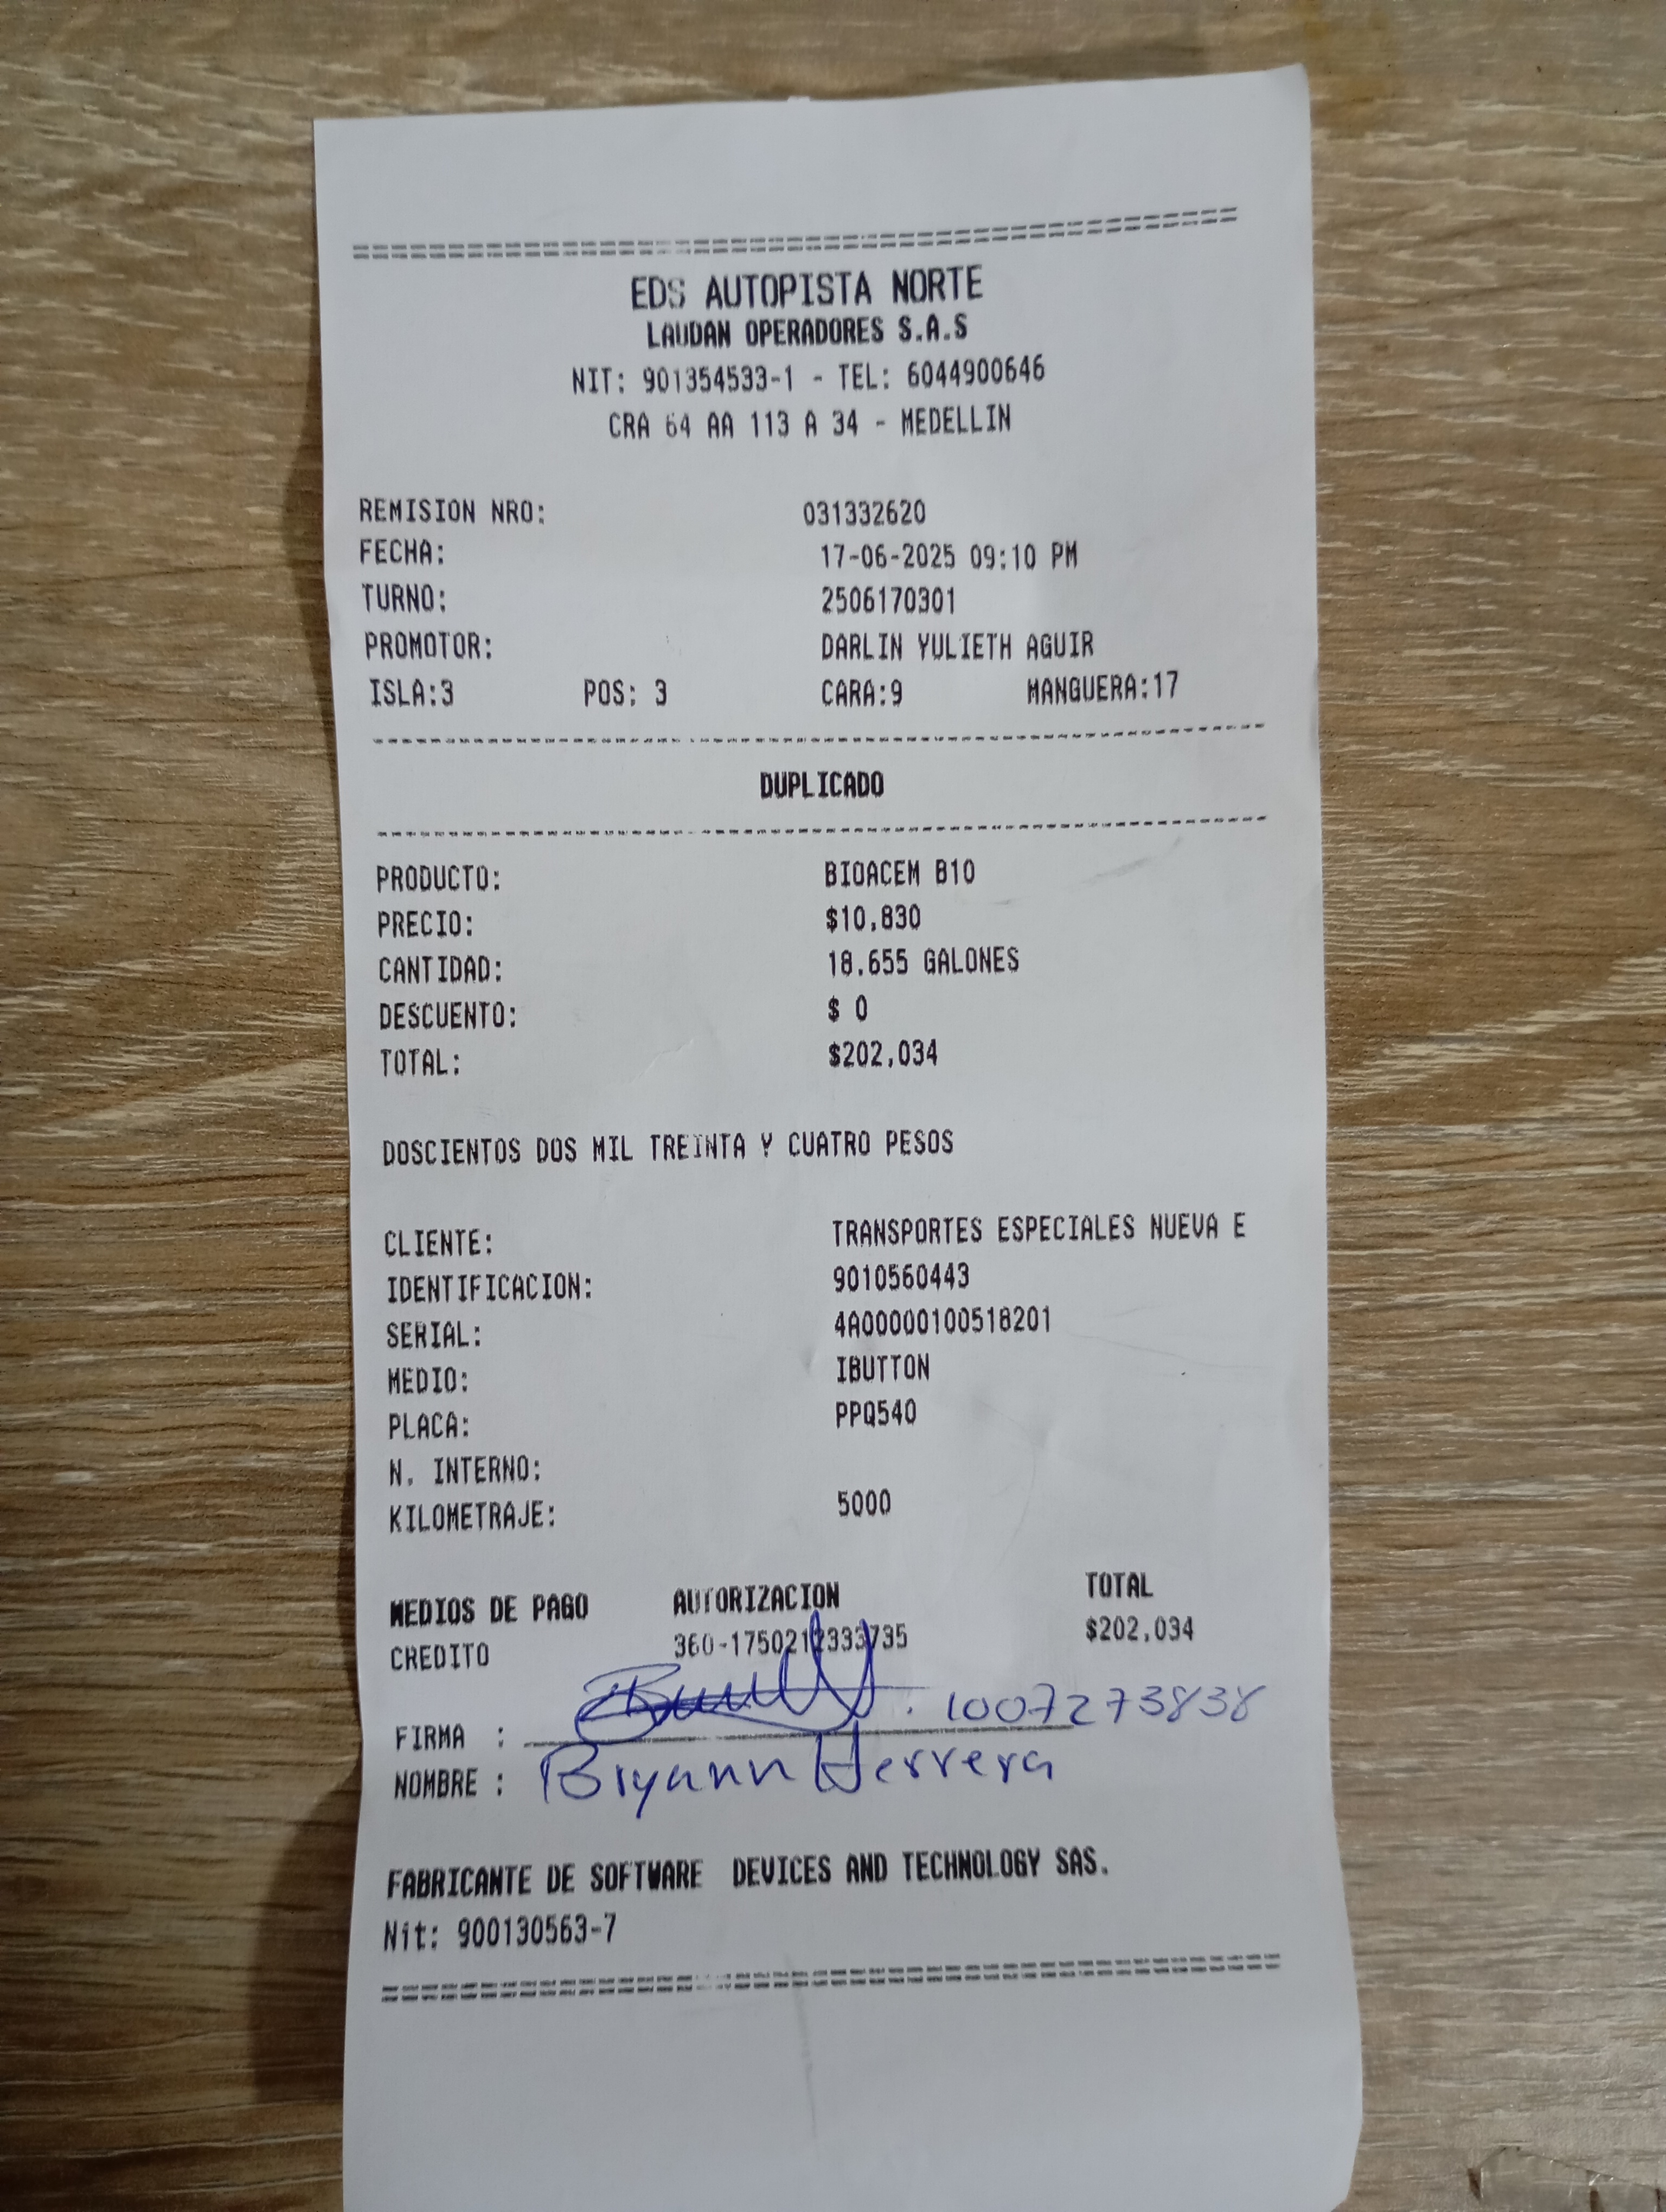 EDS AUTOPISTA NORTE
LAUDAN OPERADORES S.A.S
NIT: 901354533-1 - TEL: 6044900646
CRA 64 AA 113 A 34 - MEDELLIN
REMISION NRO: 031332620
FECHA: 17-06-2025 09:10 PM
TURNO: 2506170301
PROMOTOR: DARLIN YULIETH AGUIR
ISLA:3 POS: 3 CARA:9 MANGUERA:17
DUPLICADO
PRODUCTO: BIOACEM B10
PRECIO: $10,830
CANTIDAD: 18.655 GALONES
DESCUENTO: $ 0
TOTAL: $202,034
DOSCIENTOS DOS MIL TREINTA Y CUATRO PESOS
CLIENTE: TRANSPORTES ESPECIALES NUEVA E
IDENTIFICACION: 9010560443
SERIAL: 4A00000100518201
MEDIO: IBUTTON
PLACA: PPQ540
N. INTERNO:
KILOMETRAJE: 5000
MEDIOS DE PAGO AUTORIZACION TOTAL
CREDITO 360-1750212333735 $202,034
FIRMA : 1007273838
NOMBRE : Bryann Herrera
FABRICANTE DE SOFTWARE DEVICES AND TECHNOLOGY SAS.
Nit: 900130563-7